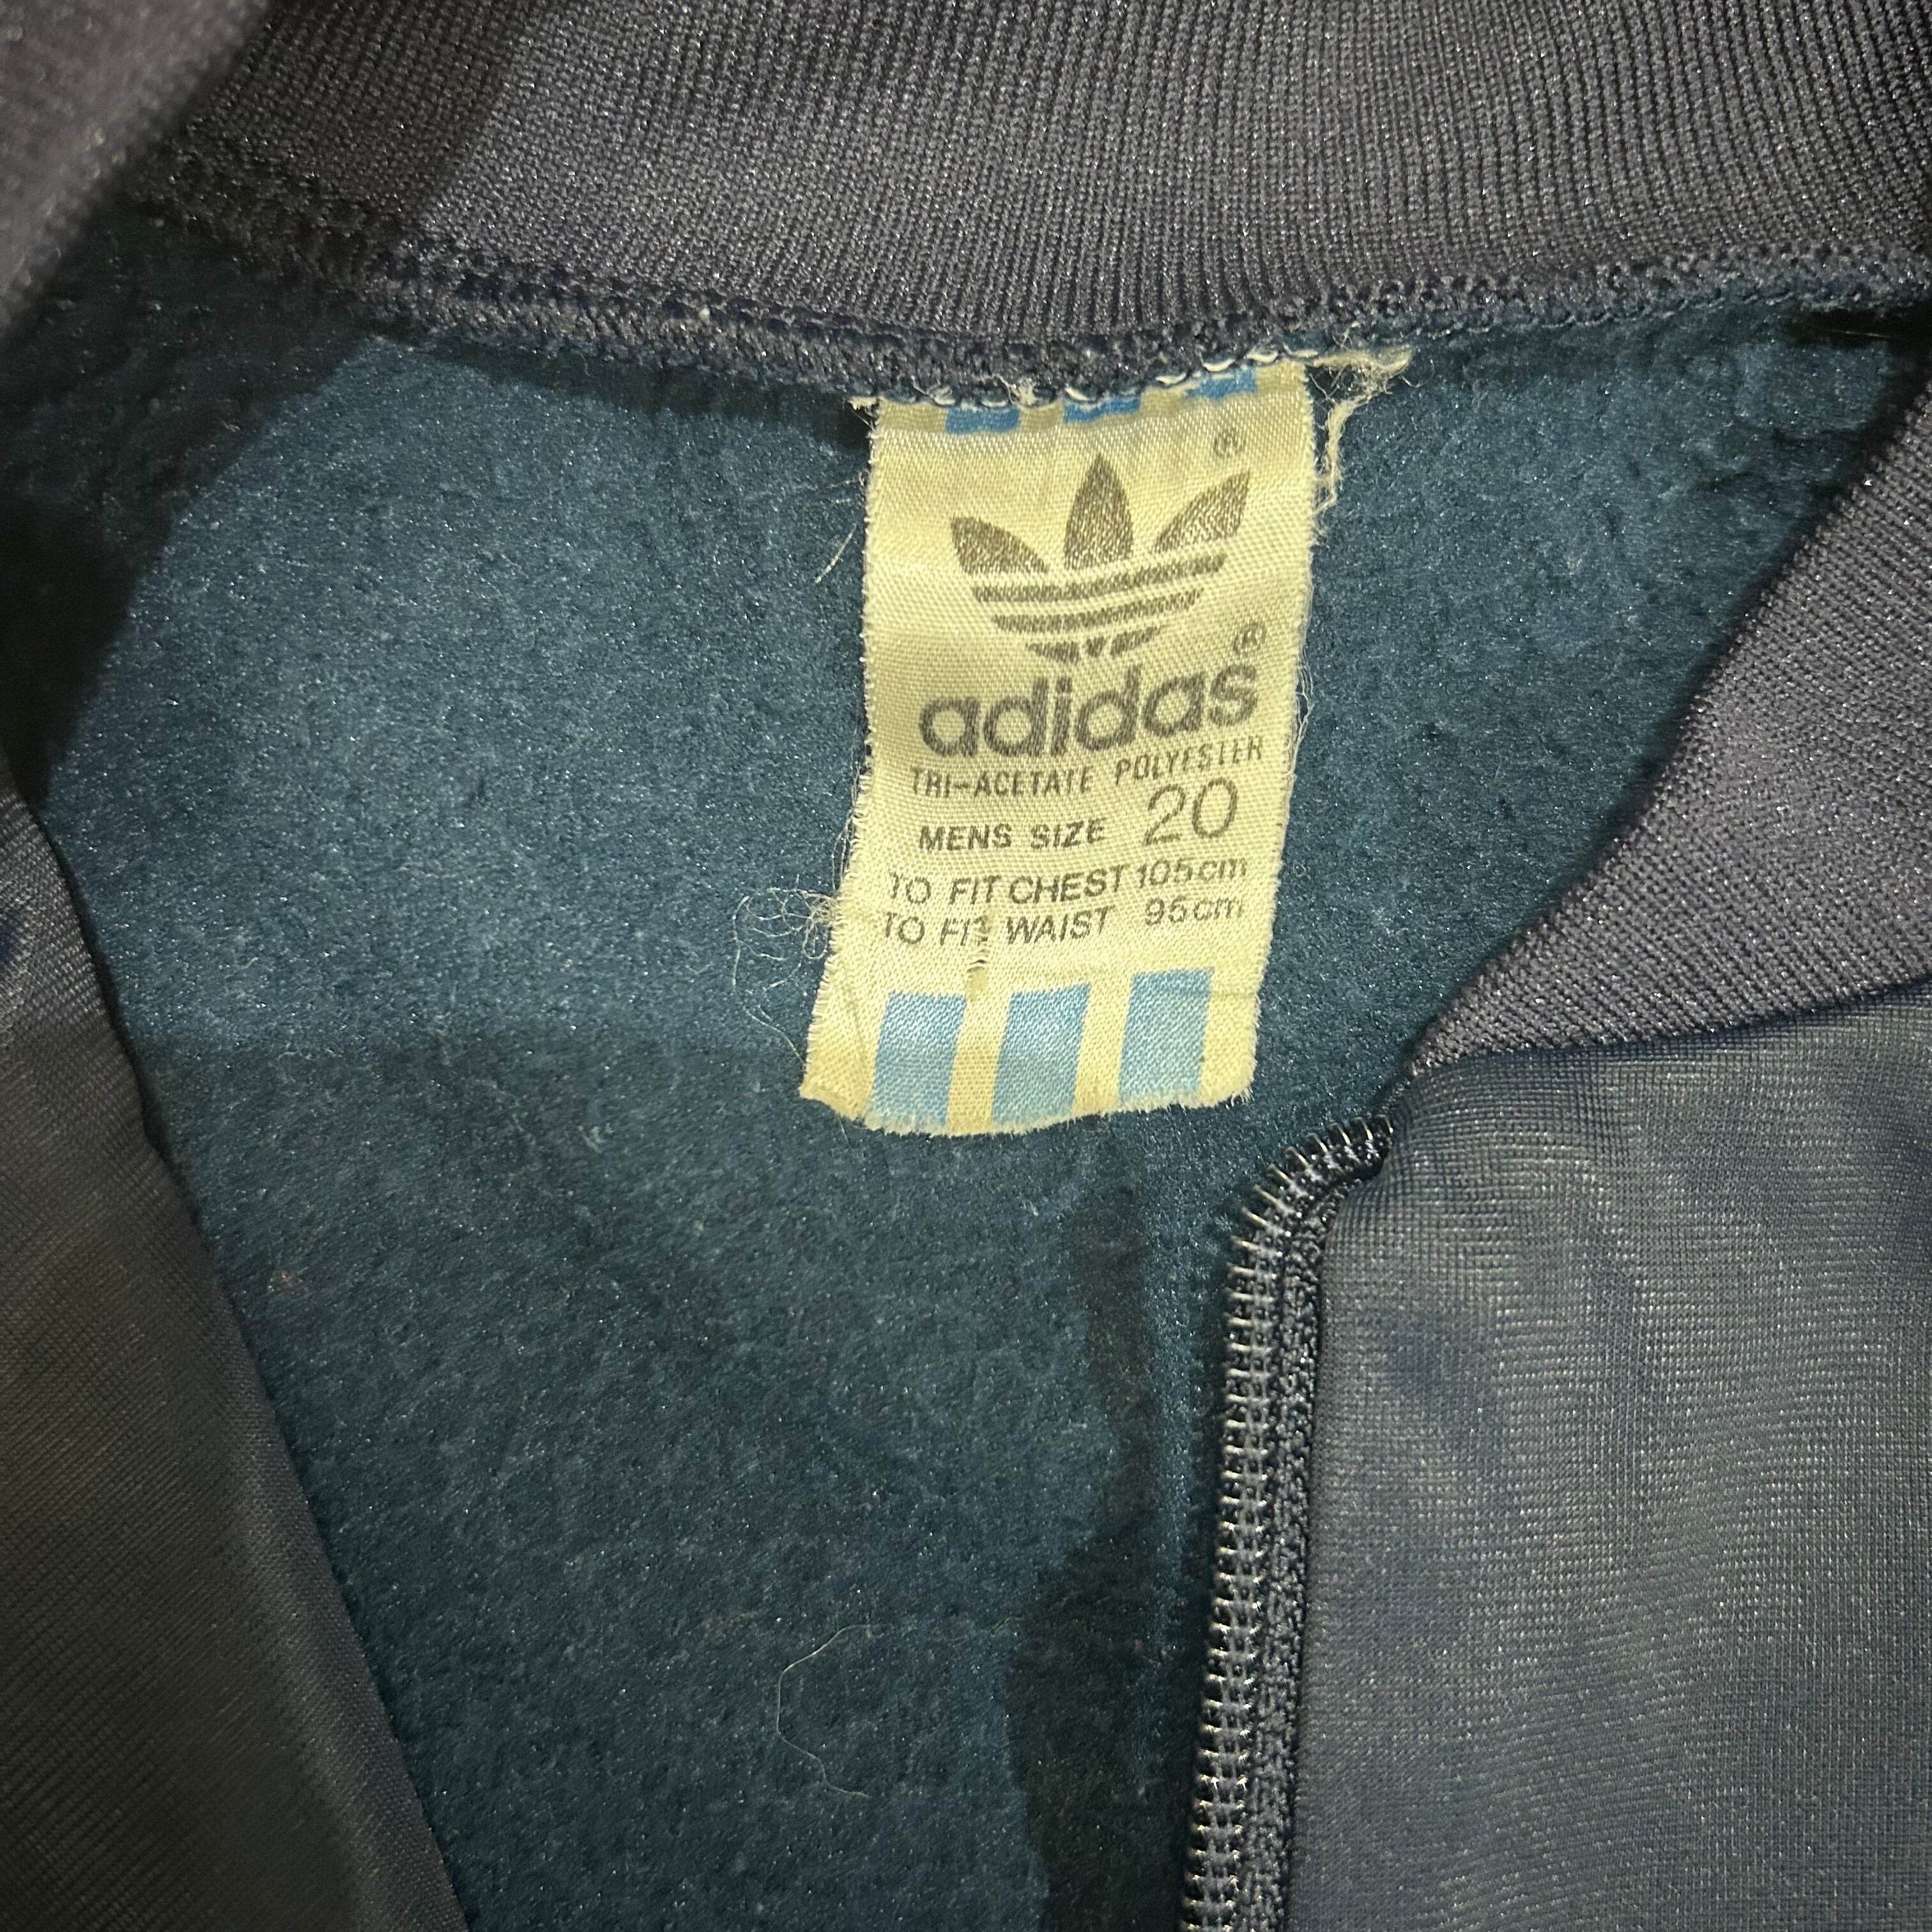 ®
®
adidas
TRI-ACETATE POLYESTER
MENS SIZE 20
TO FIT CHEST 105cm
TO FIT WAIST 95cm